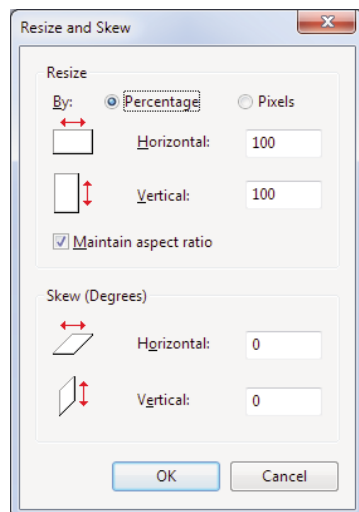 Resize and Skew
Resize
By: Percentage Pixels
Horizontal: 100
Vertical: 100
Maintain aspect ratio
Skew (Degrees)
Horizontal: 0
Vertical: 0
OK Cancel